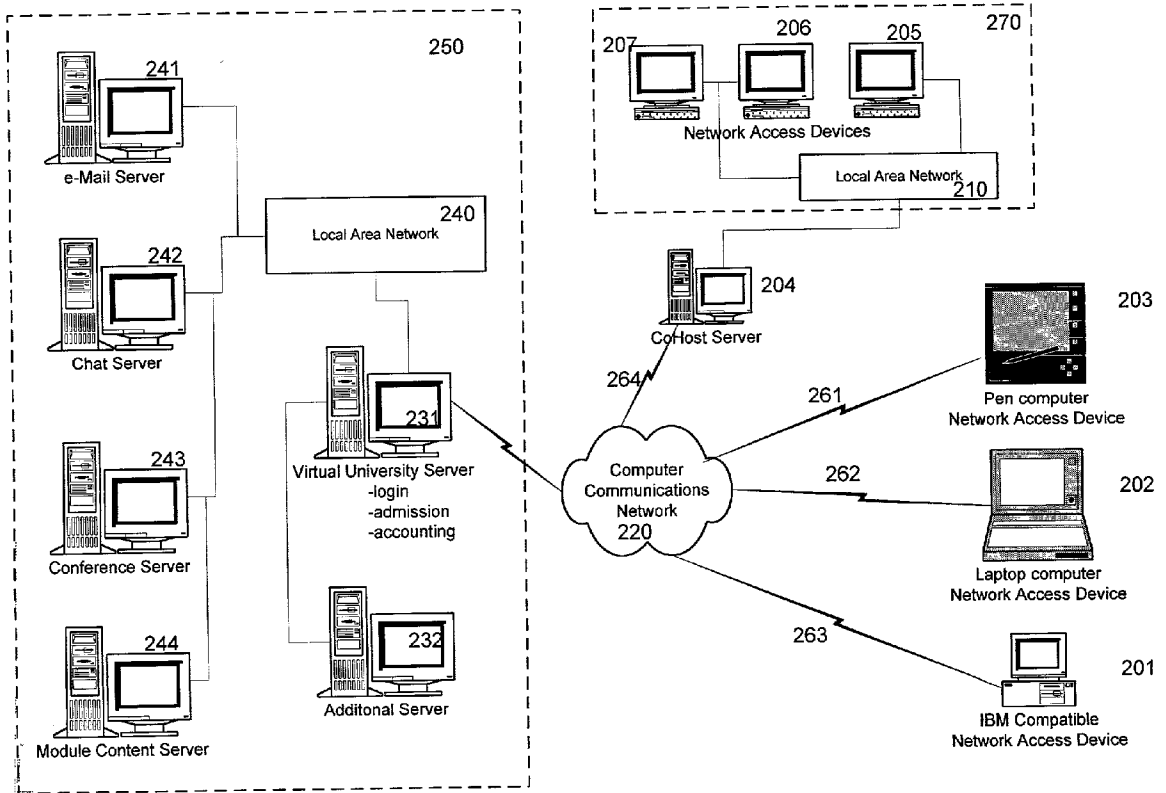 250
241
e-Mail Server
240
Local Area Network
242
Chat Server
231
Virtual University Server
-login
-admission
-accounting
243
Conference Server
232
Additonal Server
244
Module Content Server
270
207
206
205
Network Access Devices
Local Area Network
210
204
CoHost Server
203
Pen computer
Network Access Device
264
261
Computer
Communications
Network
220
262
202
Laptop computer
Network Access Device
263
201
IBM Compatible
Network Access Device